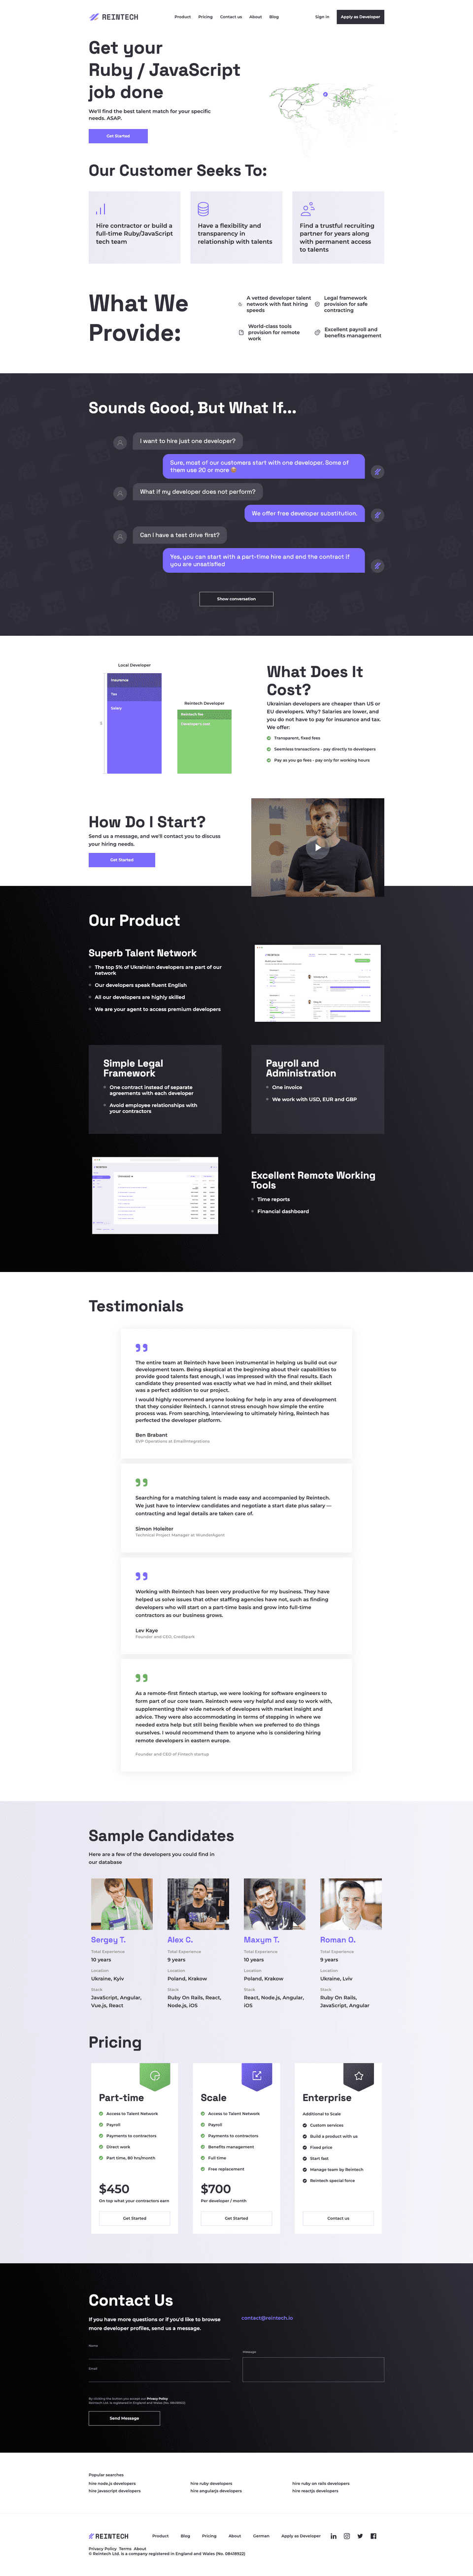 REINTECH
Product Pricing Contact us About Blog Sign in Apply as Developer
Get your
Ruby / JavaScript
job done
We'll find the best talent match for your specific
needs. ASAP.
Get Started
Our Customer Seeks To:
Hire contractor or build a
full-time Ruby/JavaScript
tech team
Have a flexibility and
transparency in
relationship with talents
Find a trustful recruiting
partner for years along
with permanent access
to talents
What We
Provide:
A vetted developer talent
network with fast hiring
speeds
Legal framework
provision for safe
contracting
World-class tools
provision for remote
work
Excellent payroll and
benefits management
Sounds Good, But What If...
I want to hire just one developer?
Sure, most of our customers start with one developer. Some of
them use 20 or more
What if my developer does not perform?
We offer free developer substitution.
Can I have a test drive first?
Yes, you can start with a part-time hire and end the contract if
you are unsatisfied
Show conversation
Local Developer
Insurance
Tax
Salary
Reintech Developer
Reintech fee
Contractor's cost
What Does It
Cost?
Ukrainian developers are cheaper than US or
EU developers. Why? Salaries are lower, and
you do not have to pay for insurance and tax.
We offer:
Transparent, fixed fees
Seemless transactions - pay directly to developers
Pay as you go fees - pay only for working hours
How Do I Start?
Send us a message, and we'll contact you to discuss
your hiring needs.
Get Started
Our Product
Superb Talent Network
The top 5% of Ukrainian developers are part of our
network
Our developers speak fluent English
All our developers are highly skilled
We are your agent to access premium developers
Simple Legal
Framework
One contract instead of separate
agreements with each developer
Avoid employee relationships with
your contractors
Payroll and
Administration
One invoice
We work with USD, EUR and GBP
Excellent Remote Working
Tools
Time reports
Financial dashboard
Testimonials
The entire team at Reintech have been instrumental in helping us build out our
development team. Being skeptical at the beginning about their capabilities to
provide good talents fast enough, I was impressed with the final results. Each
candidate they presented was exactly what we had in mind, and their skillset
was a perfect addition to our project.
I would highly recommend anyone looking for help in any area of development
that they consider Reintech. I cannot stress enough how simple the entire
process was. From searching, interviewing to ultimately hiring, Reintech has
perfected the developer platform.
Ben Brabant
SVP Operations at EmailIntegrations
Searching for a matching talent is made easy and accompanied by Reintech.
We just have to interview candidates and negotiate a start date plus salary —
contracting and legal details are taken care of.
Simon Holeiter
Technical Project Manager at WunderAgent
Working with Reintech has been very productive for my business. They have
helped us solve issues that other staffing agencies have not, such as finding
developers who will start on a part-time basis and grow into full-time
contractors as our business grows.
Lev Kaye
Founder and CEO, CredSpark
As a remote-first fintech startup, we were looking for software engineers to
form part of our core team. Reintech were very helpful and easy to work with,
supplementing their wide network of developers with market insight and
advice. They were also accommodating in terms of stepping in where we
needed extra help but still being flexible when we preferred to do things
ourselves. I would recommend them to anyone who is considering hiring
remote developers in eastern europe.
Founder and CEO of Fintech startup
Sample Candidates
Here are a few of the developers you could find in
our database
Sergey T.
Total Experience
10 years
Location
Ukraine, Kyiv
Stack
JavaScript, Angular,
Vue.js, React
Alex C.
Total Experience
9 years
Location
Poland, Krakow
Stack
Ruby On Rails, React,
Node.js, iOS
Maxym T.
Total Experience
10 years
Location
Poland, Krakow
Stack
React, Node.js, Angular,
iOS
Roman O.
Total Experience
9 years
Location
Ukraine, Lviv
Stack
Ruby On Rails,
JavaScript, Angular
Pricing
Part-time
Access to Talent Network
Payroll
Payments to contractors
Direct work
Part time, 80 hrs/month
$450
On top what your contractors earn
Get Started
Scale
Access to Talent Network
Payroll
Payments to contractors
Benefits management
Full time
Free replacement
$700
Per developer / month
Get Started
Enterprise
Additional to Scale
Custom services
Build a product with us
Fixed price
Start fast
Manage team by Reintech
Reintech special force
Contact us
Contact Us
If you have more questions or if you'd like to browse
more developer profiles, send us a message.
contact@reintech.io
Name
Email
Message
By clicking the button you accept our Privacy Policy.
Reintech Ltd. is registered in England and Wales (No. 08419522)
Send Message
Popular searches
hire node.js developers hire ruby developers hire ruby on rails developers
hire javascript developers hire angularjs developers hire reactjs developers
REINTECH
Product Blog Pricing About German Apply as Developer
Privacy Policy Terms About
© Reintech Ltd. is a company registered in England and Wales (No. 08419522)